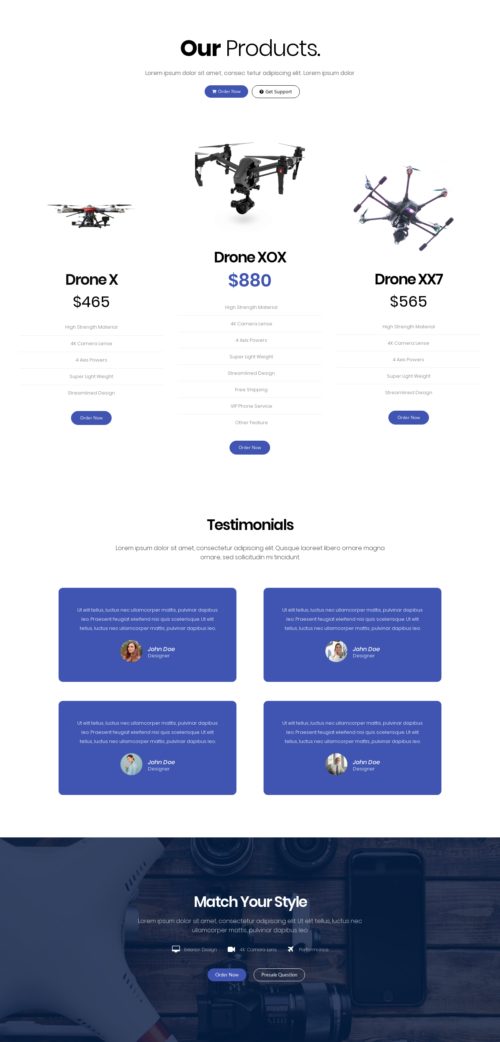 Our Products.
Lorem ipsum dolor sit amet, consec tetur adipiscing elit. Lorem ipsum dolor
Order Now
Get Support
Drone X
$465
High Strength Material
4K Camera Lense
4 Axis Powers
Super Light Weight
Streamlined Design
Order Now
Drone XOX
$880
High Strength Material
4K Camera Lense
4 Axis Powers
Super Light Weight
Streamlined Design
Free Shipping
VIP Phone Service
Other Feature
Order Now
Drone XX7
$565
High Strength Material
4K Camera Lense
4 Axis Powers
Super Light Weight
Streamlined Design
Order Now
Testimonials
Lorem ipsum dolor sit amet, consectetur adipiscing elit. Quisque laoreet libero ornare magna
ornare, sed sollicitudin mi tincidunt
Ut elit tellus, luctus nec ullamcorper mattis, pulvinar dapibus
leo. Praesent feugiat eleifend nisi quis scelerisque. Ut elit
tellus, luctus nec ullamcorper mattis, pulvinar dapibus leo.
John Doe
Designer
Ut elit tellus, luctus nec ullamcorper mattis, pulvinar dapibus
leo. Praesent feugiat eleifend nisi quis scelerisque. Ut elit
tellus, luctus nec ullamcorper mattis, pulvinar dapibus leo.
John Doe
Designer
Ut elit tellus, luctus nec ullamcorper mattis, pulvinar dapibus
leo. Praesent feugiat eleifend nisi quis scelerisque. Ut elit
tellus, luctus nec ullamcorper mattis, pulvinar dapibus leo.
John Doe
Designer
Ut elit tellus, luctus nec ullamcorper mattis, pulvinar dapibus
leo. Praesent feugiat eleifend nisi quis scelerisque. Ut elit
tellus, luctus nec ullamcorper mattis, pulvinar dapibus leo.
John Doe
Designer
Match Your Style
Lorem ipsum dolor sit amet, consectetur adipiscing elit. Ut elit tellus, luctus nec
ullamcorper mattis, pulvinar dapibus leo
Exterior Design
4K Camera Lens
Performance
Order Now
Presale Question